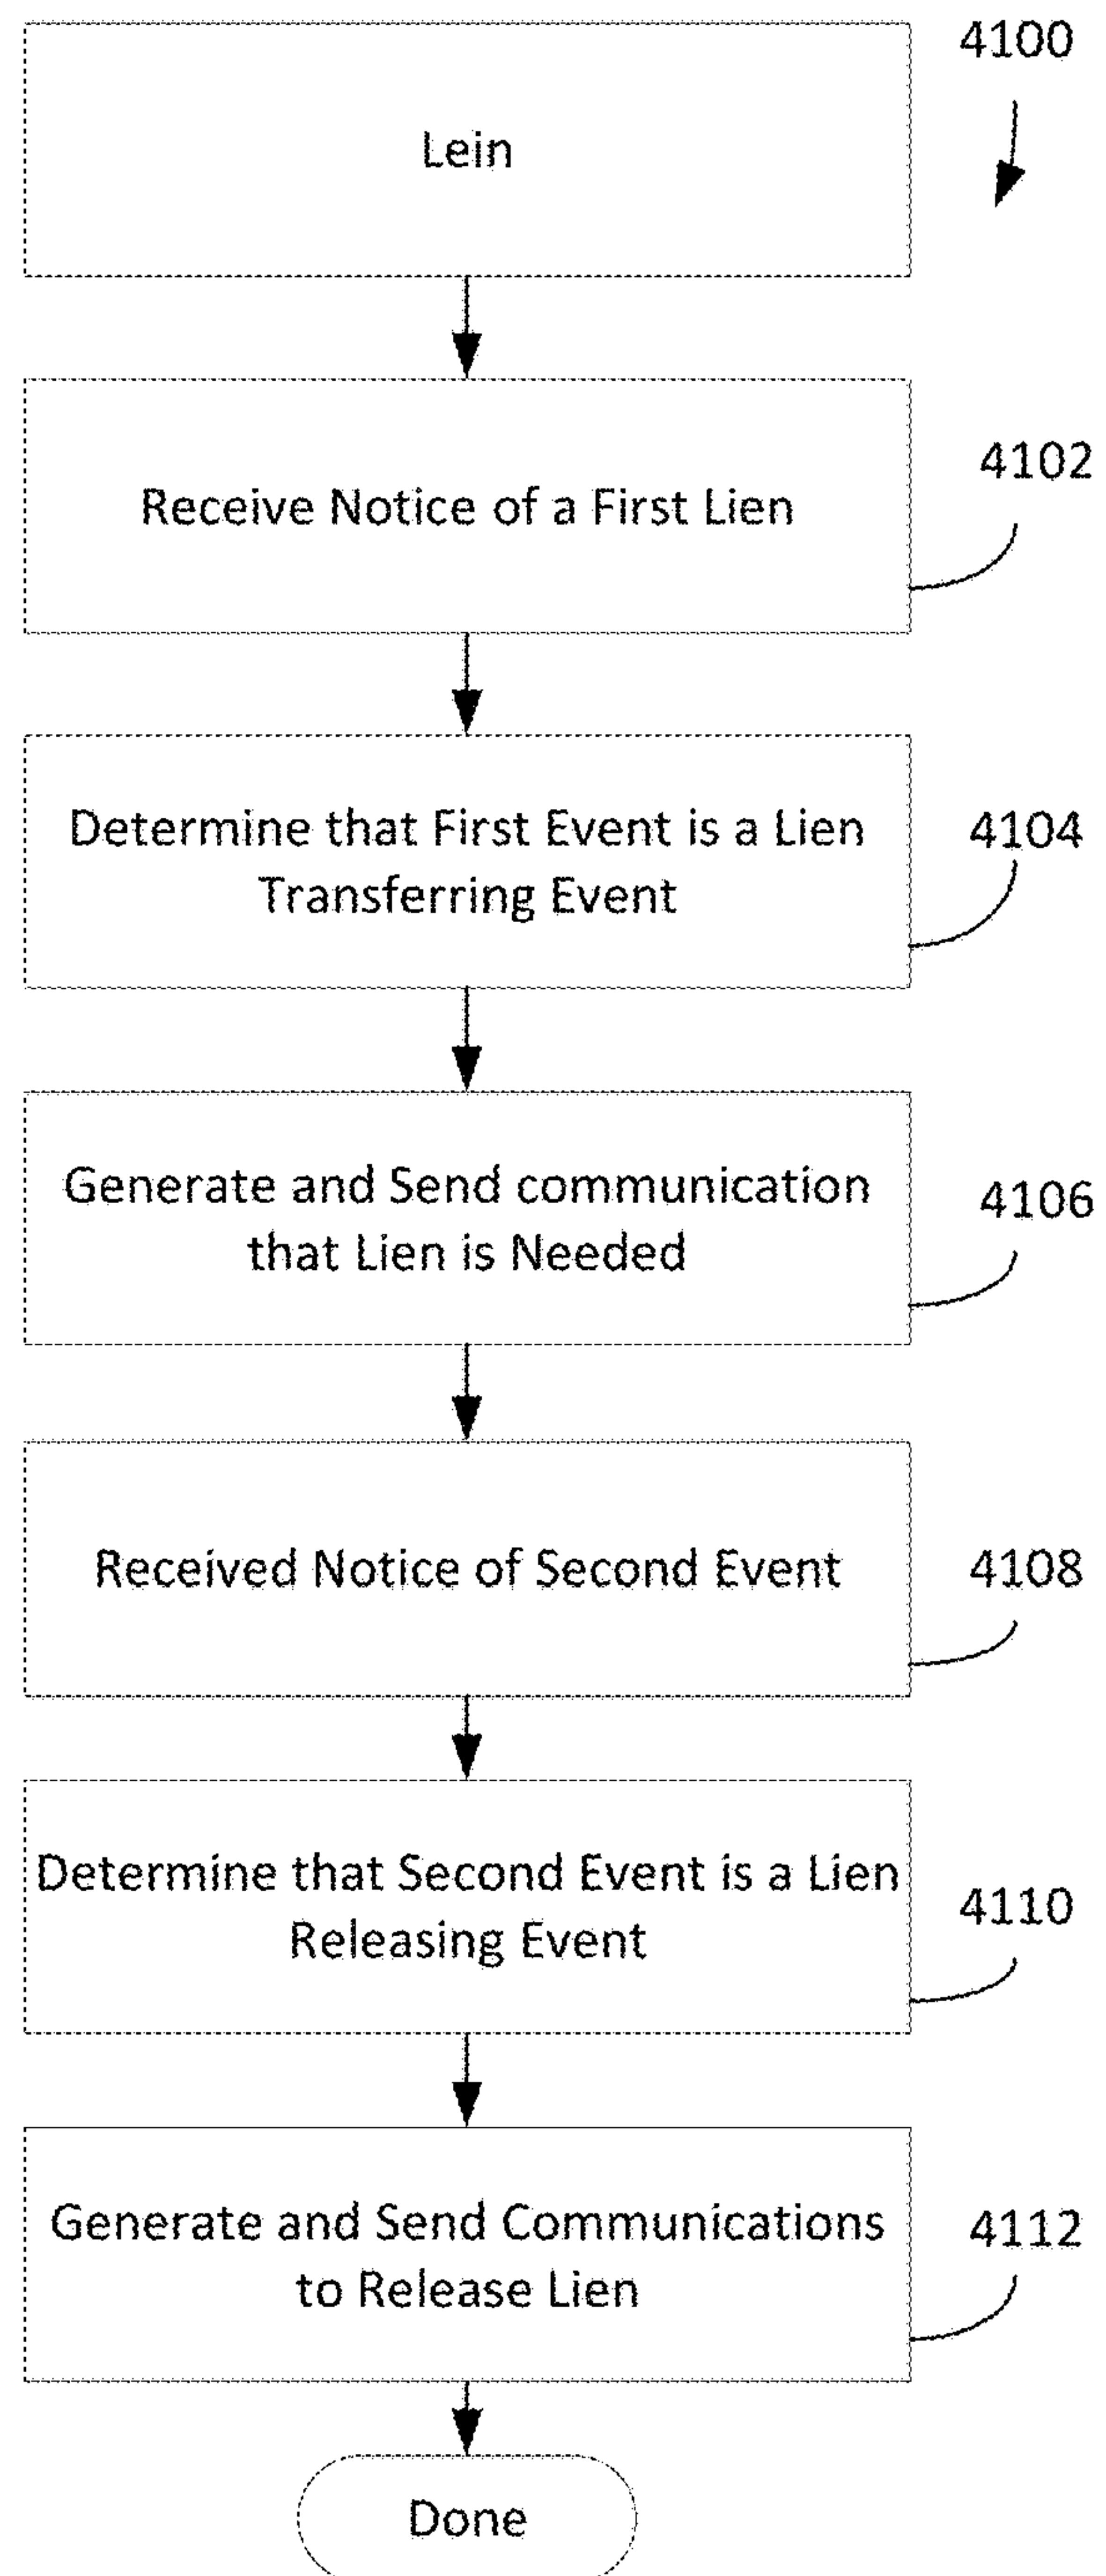 4100
Lein
Receive Notice of a First Lien
4102
Determine that First Event is a Lien
Transferring Event
4104
Generate and Send communication
that Lien is Needed
4106
Received Notice of Second Event
4108
Determine that Second Event is a Lien
Releasing Event
4110
Generate and Send Communications
to Release Lien
4112
Done